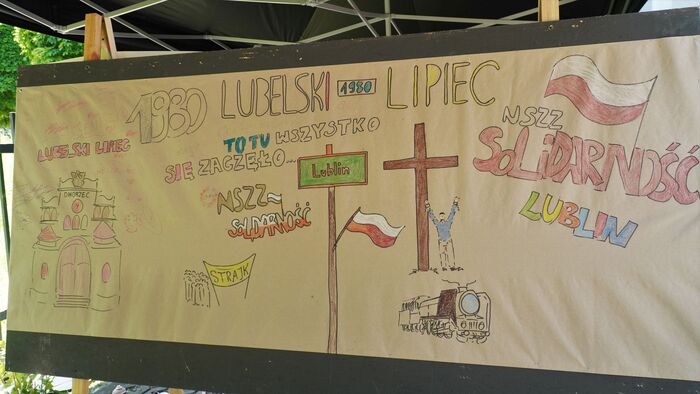 1980 LUBELSKI 1980 LIPIEC
LUBELSKI LIPIEC
TO TU WSZYSTKO
SIĘ ZACZĘŁO...
Lublin
NSZZ
SOLIDARNOŚĆ
NSZZ
SOLIDARNOŚĆ
LUBLIN
DWORZEC
STRAJK